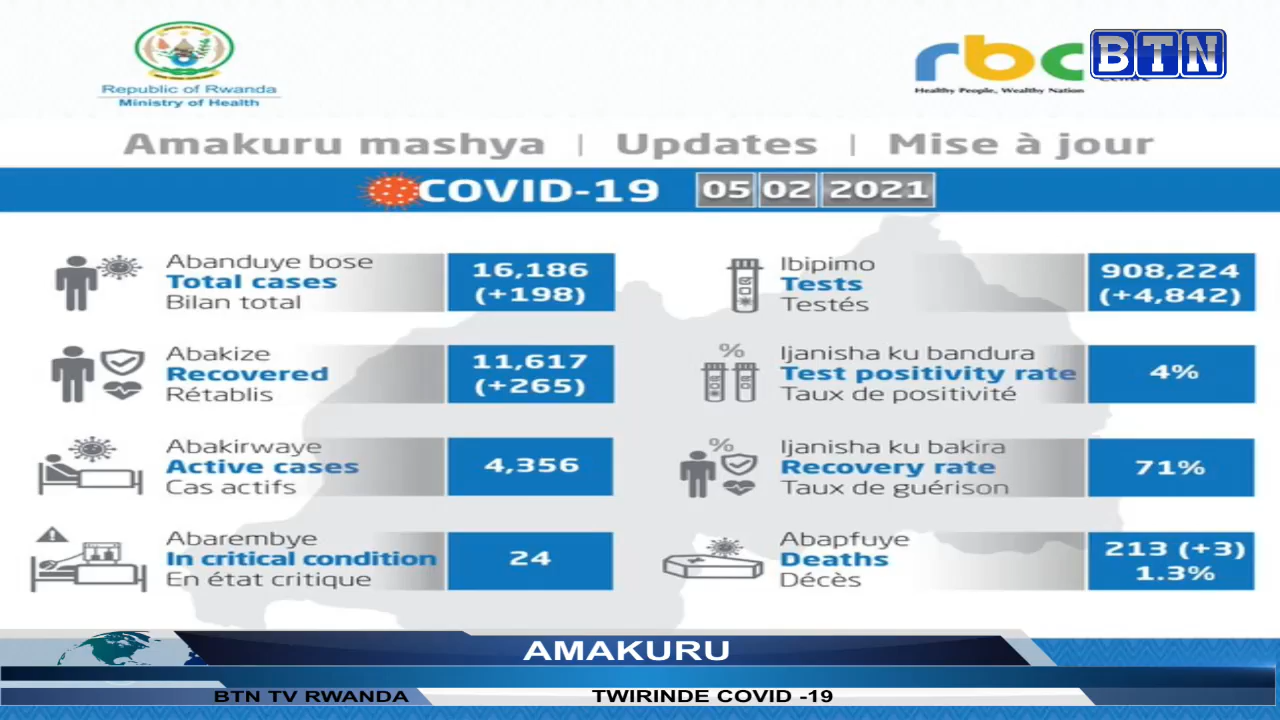 Republic of Rwanda
Ministry of Health
rbc
Healthy People, Wealthy Nation
BTN
Amakuru mashya | Updates | Mise à jour
COVID-19 05 02 2021
Abanduye bose
Total cases
Bilan total
16,186
(+198)
Ibipimo
Tests
Testés
908,224
(+4,842)
Abakize
Recovered
Rétablis
11,617
(+265)
%
Ijanisha ku bandura
Test positivity rate
Taux de positivité
4%
Abakirwaye
Active cases
Cas actifs
4,356
%
Ijanisha ku bakira
Recovery rate
Taux de guérison
71%
Abarembye
In critical condition
En état critique
24
Abapfuye
Deaths
Décès
213 (+3)
1.3%
AMAKURU
BTN TV RWANDA TWIRINDE COVID -19